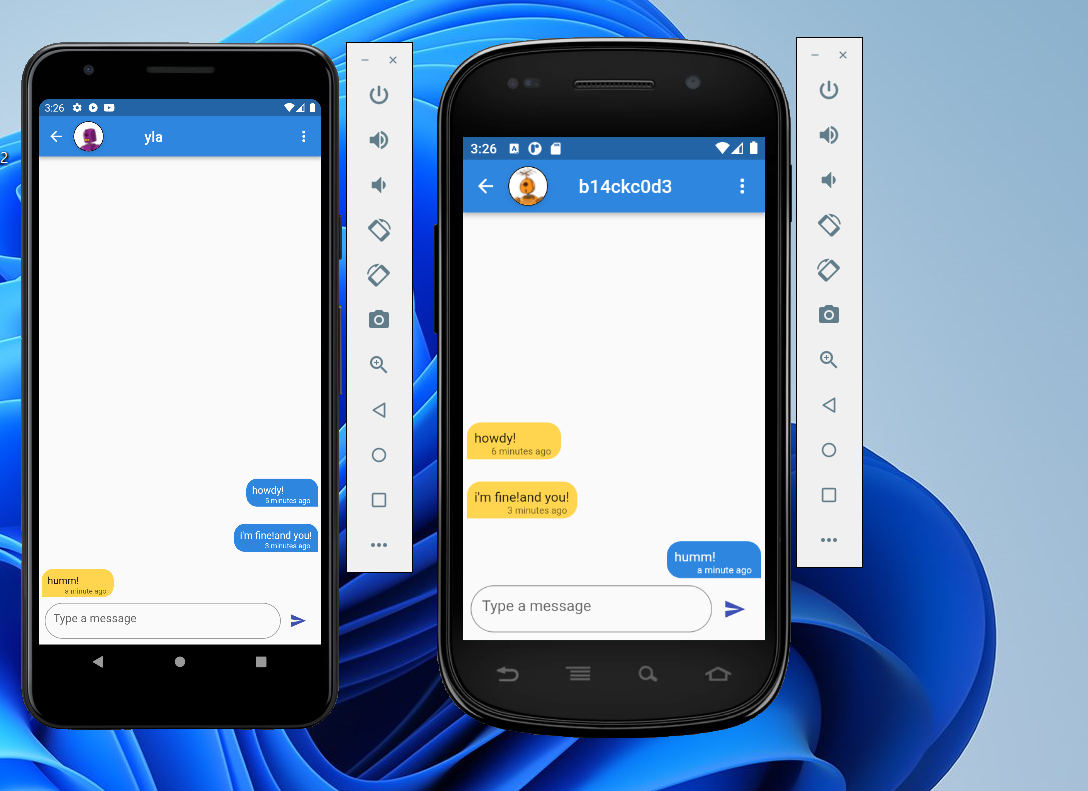 2
3:26
yla
howdy!
5 minutes ago
i'm fine!and you!
3 minutes ago
humm!
a minute ago
Type a message
3:26
A
b14ckc0d3
howdy!
6 minutes ago
i'm fine!and you!
3 minutes ago
humm!
a minute ago
Type a message